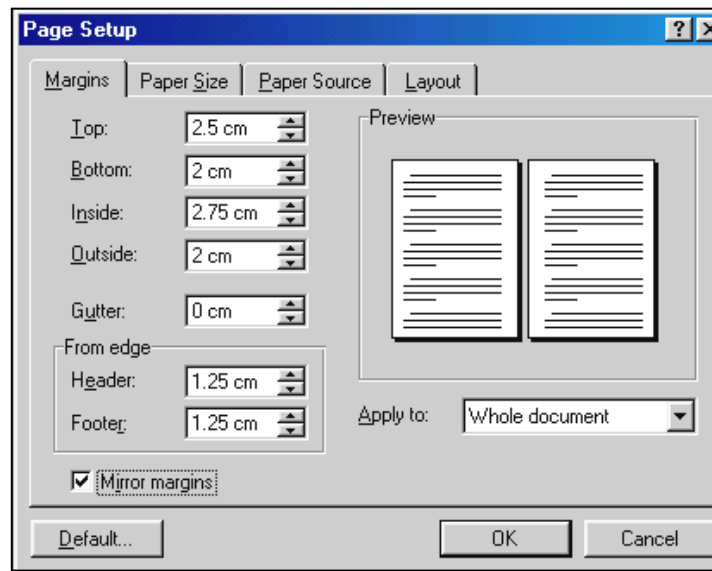 Page Setup
Margins Paper Size Paper Source Layout
Top: 2.5 cm
Preview
Bottom: 2 cm
Inside: 2.75 cm
Outside: 2 cm
Gutter: 0 cm
From edge
Header: 1.25 cm
Footer: 1.25 cm
Apply to: Whole document
Mirror margins
Default... OK Cancel